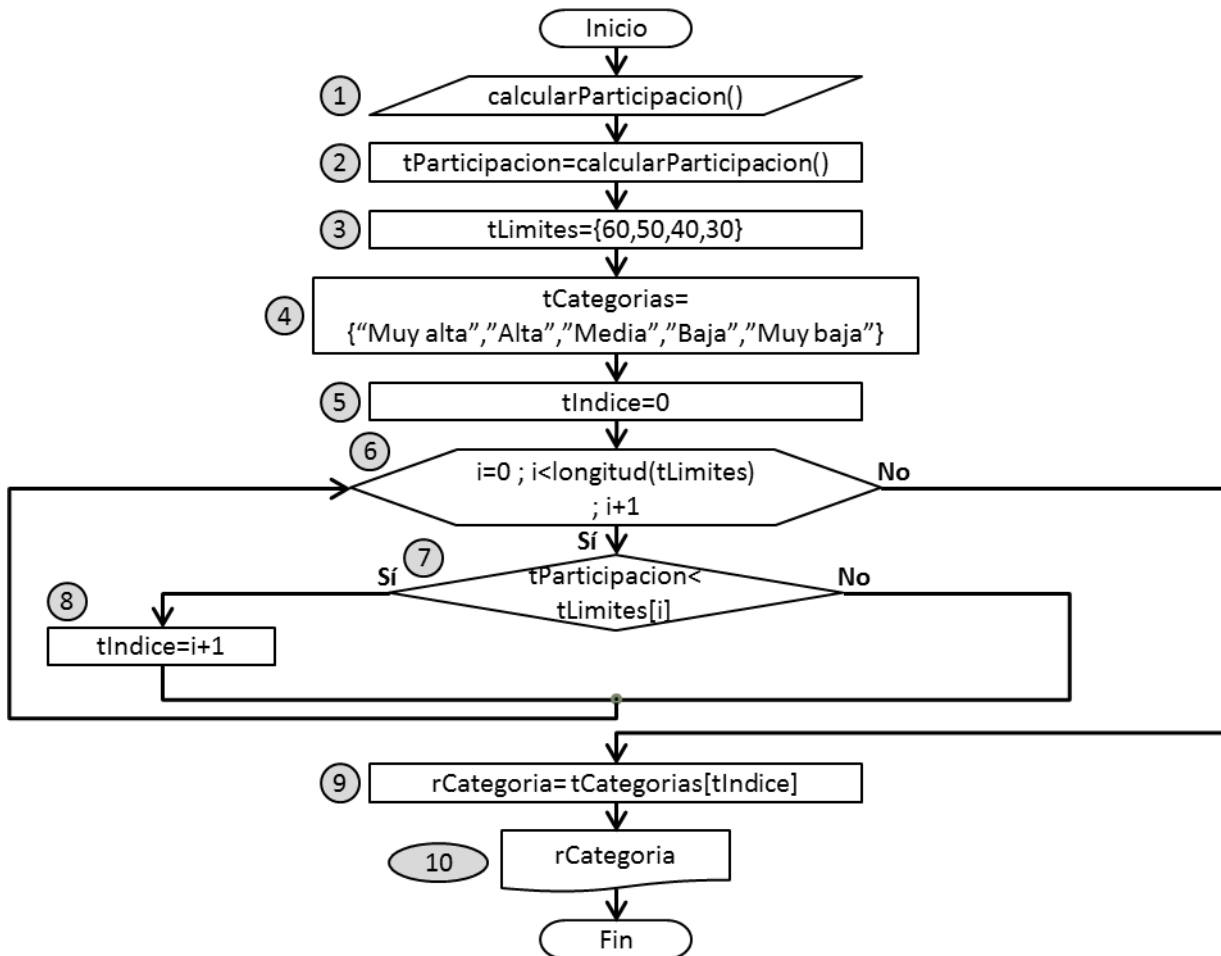 Inicio
1
calcularParticipacion()
2
tParticipacion=calcularParticipacion()
3
tLimites={60,50,40,30}
4
tCategorias=
{“Muy alta”,”Alta”,”Media”,”Baja”,”Muy baja”}
5
tIndice=0
6
i=0 ; i<longitud(tLimites)
; i+1
No
Sí
7
tParticipacion<
tLimites[i]
Sí
No
8
tIndice=i+1
9
rCategoria= tCategorias[tIndice]
10
rCategoria
Fin